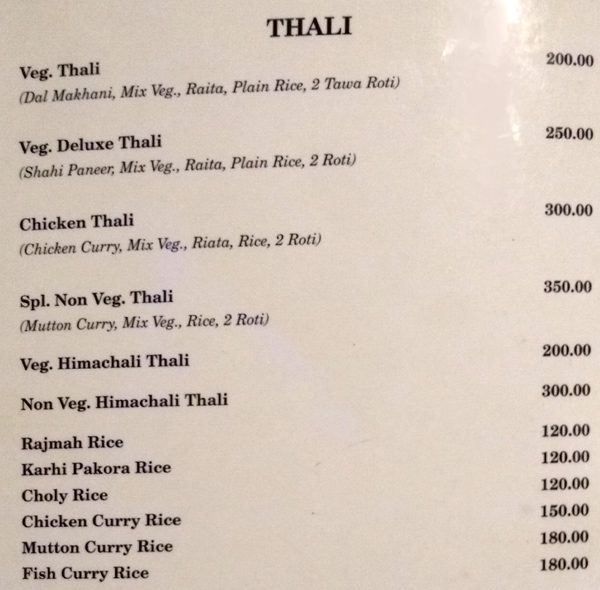 THALI
Veg. Thali 200.00
(Dal Makhani, Mix Veg., Raita, Plain Rice, 2 Tawa Roti)
Veg. Deluxe Thali 250.00
(Shahi Paneer, Mix Veg., Raita, Plain Rice, 2 Roti)
Chicken Thali 300.00
(Chicken Curry, Mix Veg., Riata, Rice, 2 Roti)
Spl. Non Veg. Thali 350.00
(Mutton Curry, Mix Veg., Rice, 2 Roti)
Veg. Himachali Thali 200.00
Non Veg. Himachali Thali 300.00
Rajmah Rice 120.00
Karhi Pakora Rice 120.00
Choly Rice 120.00
Chicken Curry Rice 150.00
Mutton Curry Rice 180.00
Fish Curry Rice 180.00